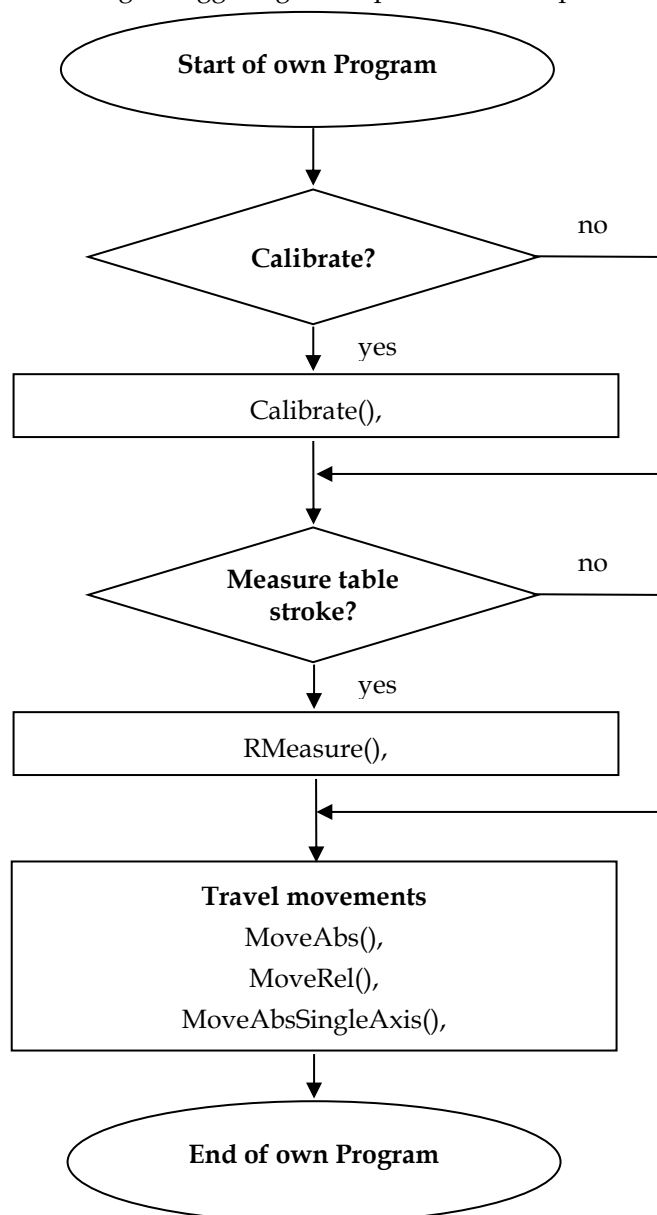 Start of own Program
Calibrate?
no
yes
Calibrate(),
Measure table
stroke?
no
yes
RMeasure(),
Travel movements
MoveAbs(),
MoveRel(),
MoveAbsSingleAxis(),
End of own Program